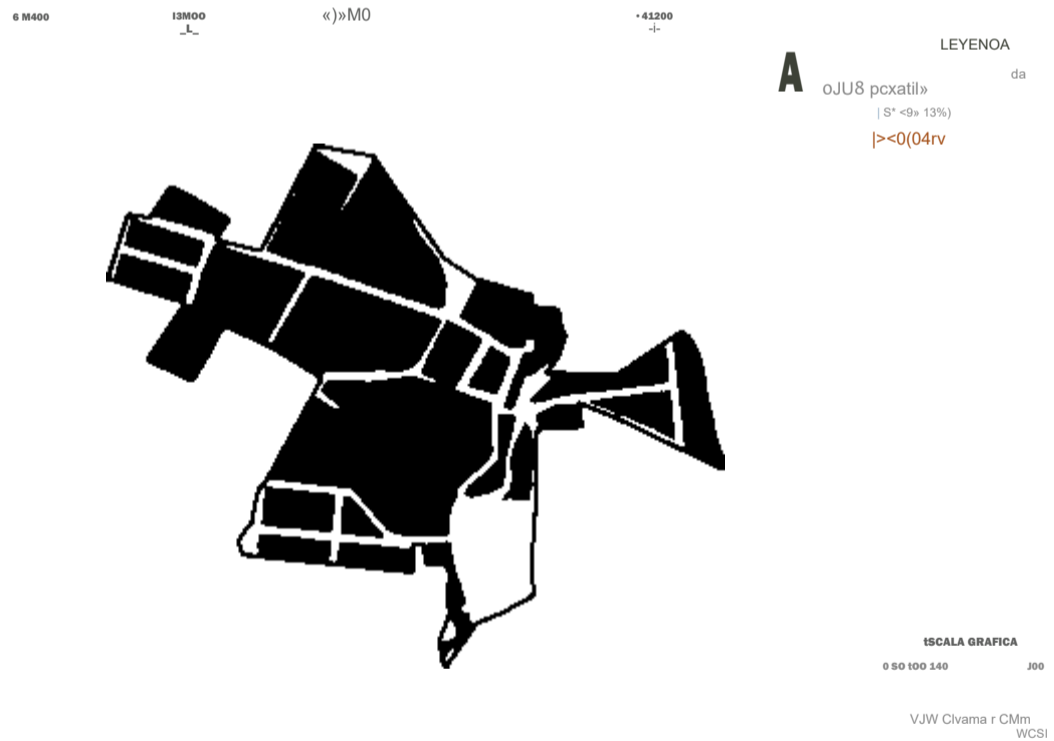 6 M400 I3MOO «)»M0 • 41200
_L_ -i-
LEYENOA
da
A
oJU8 pcxatil»
| S* <9» 13%)
|><0(04rv
tSCALA GRAFICA
0 SO tOO 140 J00
VJW Clvama r CMm
WCSI